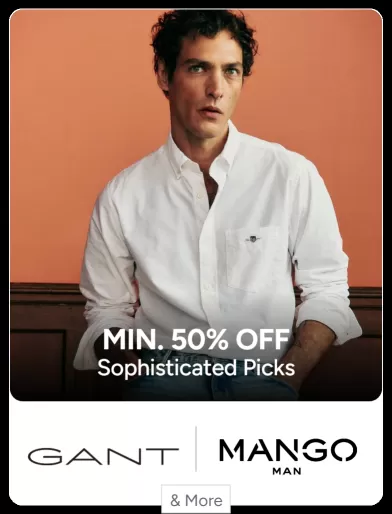 MIN. 50% OFF
Sophisticated Picks
GANT
MANGO
MAN
& More